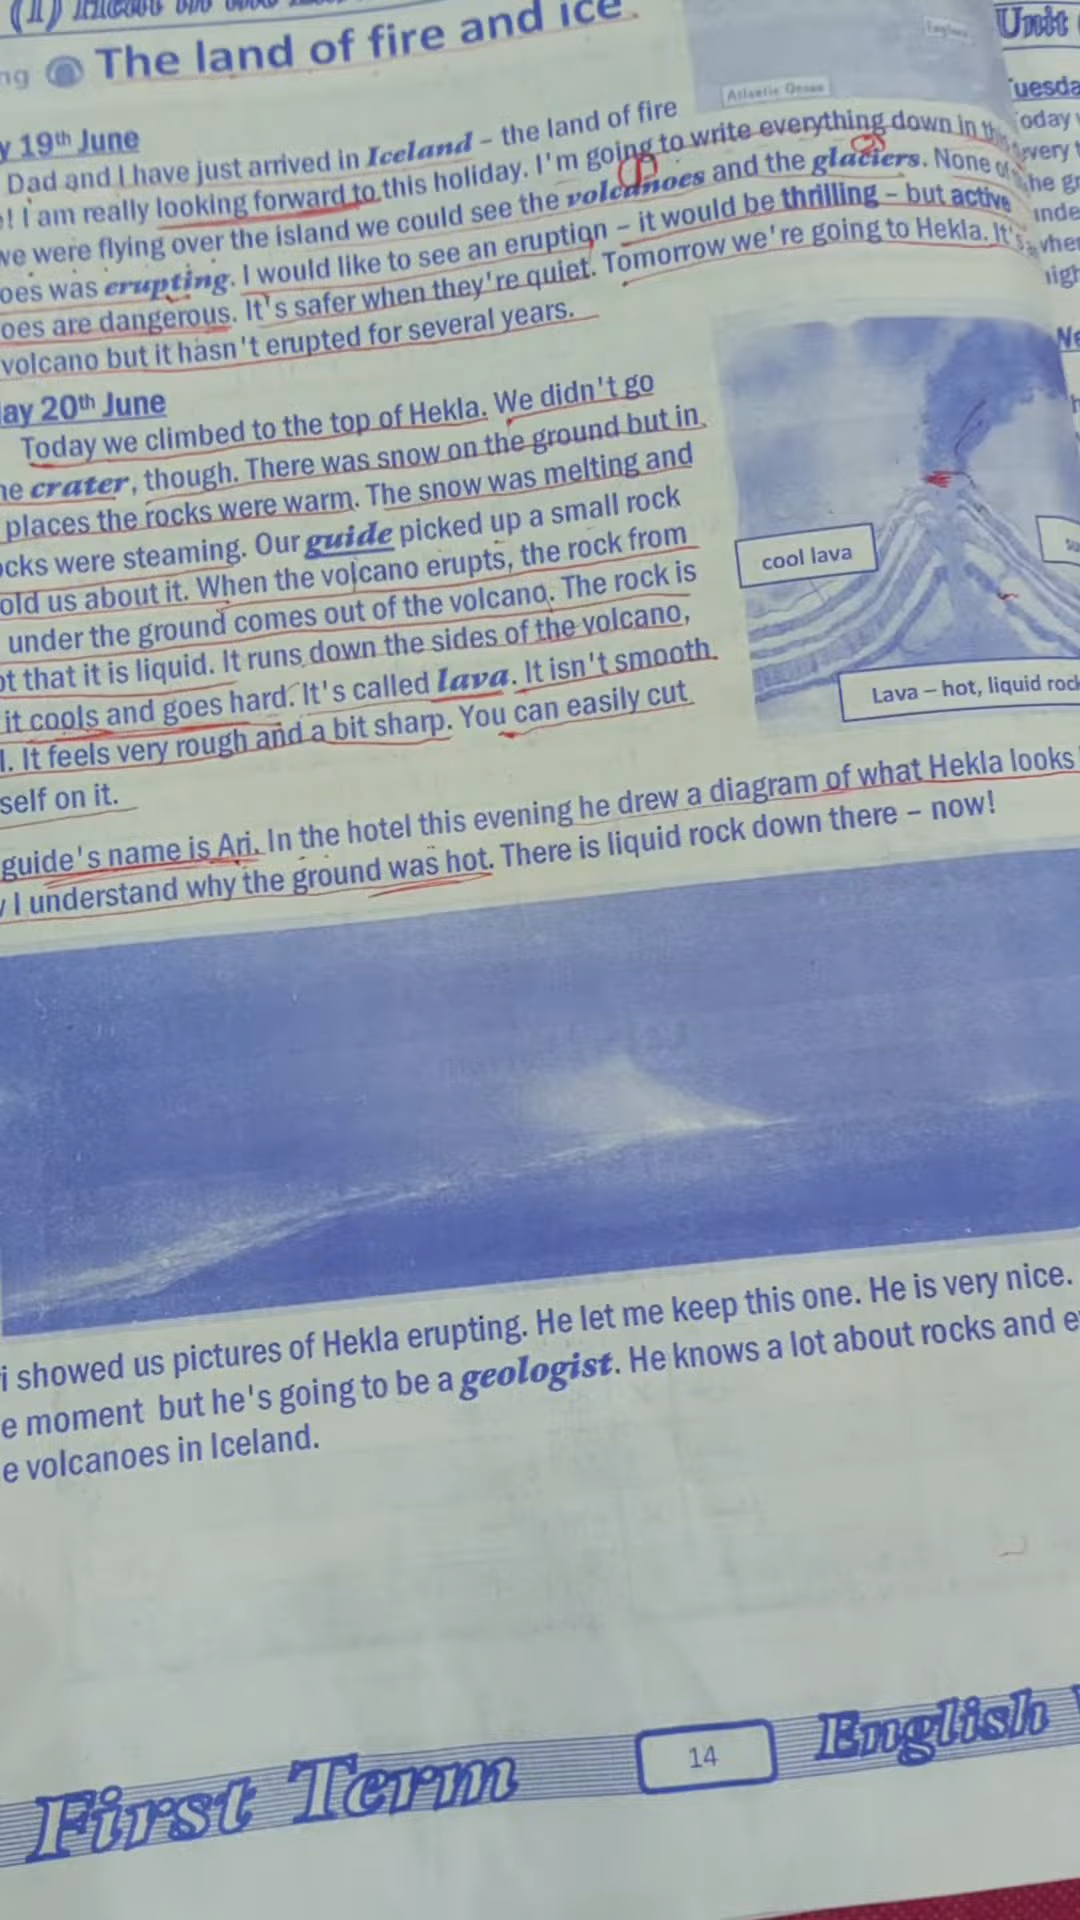 The land of fire and ice
19th June
Dad and I have just arrived in Iceland – the land of fire
! I am really looking forward to this holiday. I'm going to write everything down in
we were flying over the island we could see the volcanoes and the glaciers. None of
oes was erupting. I would like to see an eruption – it would be thrilling – but active
oes are dangerous. It's safer when they're quiet. Tomorrow we're going to Hekla. It's
volcano but it hasn't erupted for several years.
ay 20th June
Today we climbed to the top of Hekla. We didn't go
he crater, though. There was snow on the ground but in
places the rocks were warm. The snow was melting and
ocks were steaming. Our guide picked up a small rock
old us about it. When the volcano erupts, the rock from
under the ground comes out of the volcano. The rock is
ot that it is liquid. It runs down the sides of the volcano,
it cools and goes hard. It's called lava. It isn't smooth
l. It feels very rough and a bit sharp. You can easily cut
self on it.
guide's name is Ari. In the hotel this evening he drew a diagram of what Hekla looks
I understand why the ground was hot. There is liquid rock down there – now!
Atlantic Ocean
cool lava
Lava – hot, liquid rock
i showed us pictures of Hekla erupting. He let me keep this one. He is very nice.
e moment but he's going to be a geologist. He knows a lot about rocks and e
e volcanoes in Iceland.
First Term
14
English
Unit
uesda
oday